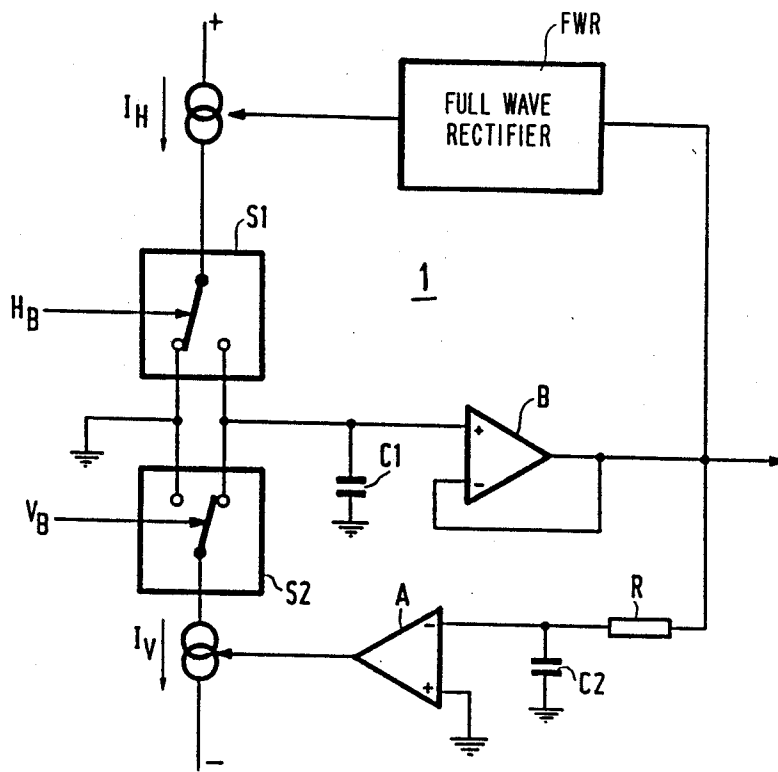 FWR
+
I_H
FULL WAVE
RECTIFIER
S1
1
H_B
B
+
-
C1
V_B
S2
R
A
-
I_V
+
C2
-